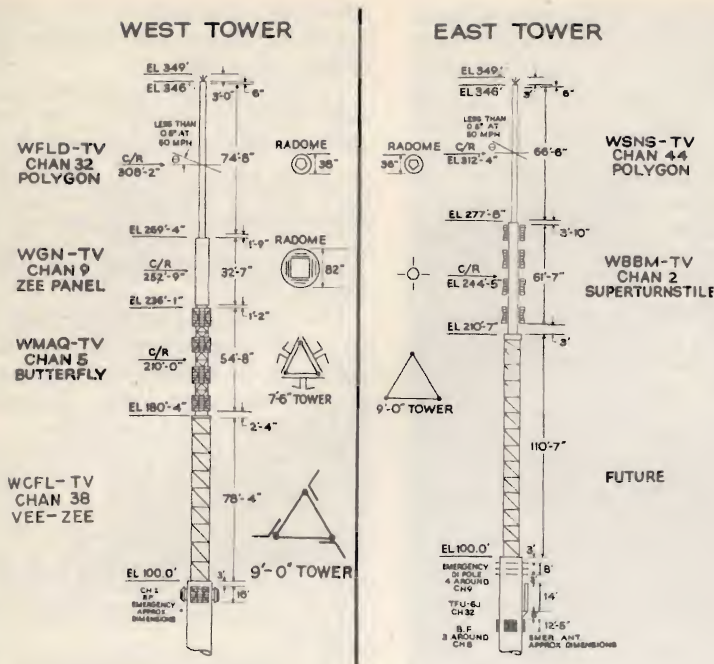 WEST TOWER
EL 349'
EL 346'
3'-0"
6"
LESS THAN
0.5° AT
50 MPH
WFLD-TV
CHAN 32
POLYGON
C/R
308'-2"
74'-8"
RADOME
36"
EL 269'-4"
1'-9"
RADOME
WGN-TV
CHAN 9
ZEE PANEL
C/R
252'-9"
32'-7"
82"
EL 236'-1"
1'-2"
WMAQ-TV
CHAN 5
BUTTERFLY
C/R
210'-0"
54'-8"
7'-6" TOWER
EL 180'-4"
2'-4"
WCFL-TV
CHAN 38
VEE-ZEE
78'-4"
9'-0" TOWER
EL 100.0'
3'
EMERGENCY
APPROX
DIMENSIONS
16'
EAST TOWER
EL 349'
EL 346'
3'
6"
LESS THAN
0.5° AT
50 MPH
RADOME
36"
C/R
EL 312'-4"
66'-6"
WSNS-TV
CHAN 44
POLYGON
EL 277'-8"
3'-10"
C/R
EL 244'-5"
61'-7"
WBBM-TV
CHAN 2
SUPERTURNSTILE
EL 210'-7"
3'
9'-0" TOWER
110'-7"
FUTURE
EL 100.0'
3'
EMERGENCY
DI POLE
4 AROUND
CH9
8'
TFU-6J
CH 32
14'
B.F
3 AROUND
CH 5
12'-6"
EMER. ANT.
APPROX DIMENSIONS